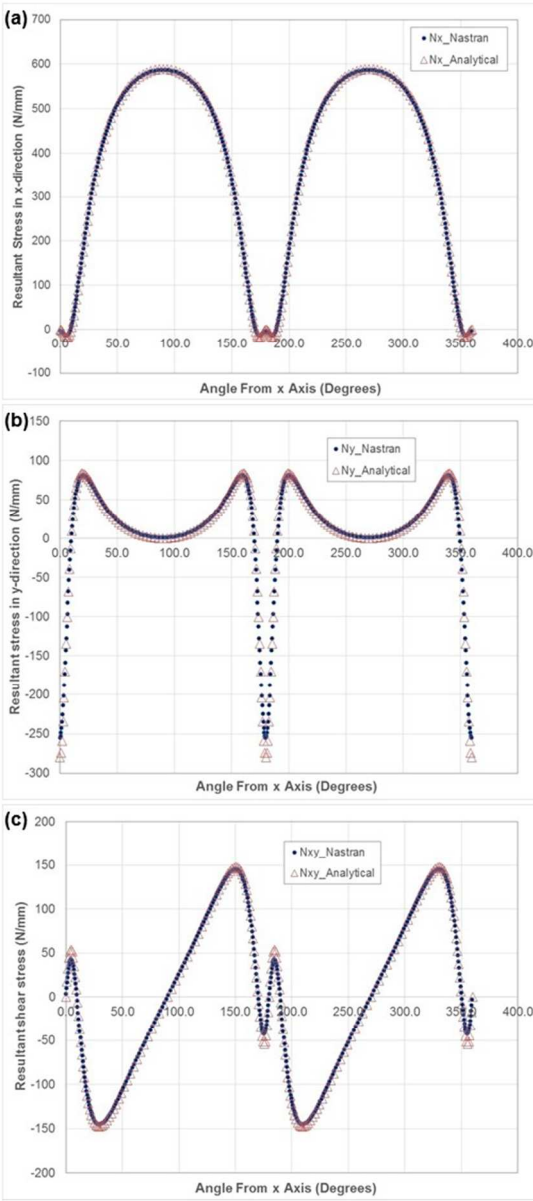 (a)
700
600
500
400
300
200
100
0
-100
0.0 50.0 100.0 150.0 200.0 250.0 300.0 350.0 400.0
Resultant Stress in x-direction (N/mm)
Nx_Nastran
Nx_Analytical
Angle From x Axis (Degrees)
(b)
150
100
50
0
-50
-100
-150
-200
-250
-300
0.0 50.0 100.0 150.0 200.0 250.0 300.0 350.0 400.0
Resultant stress in y-direction (N/mm)
Ny_Nastran
Ny_Analytical
Angle From x Axis (Degrees)
(c)
200
150
100
50
0
-50
-100
-150
-200
0.0 50.0 100.0 150.0 200.0 250.0 300.0 350.0 400.0
Resultant shear stress (N/mm)
Nxy_Nastran
Nxy_Analytical
Angle From x Axis (Degrees)